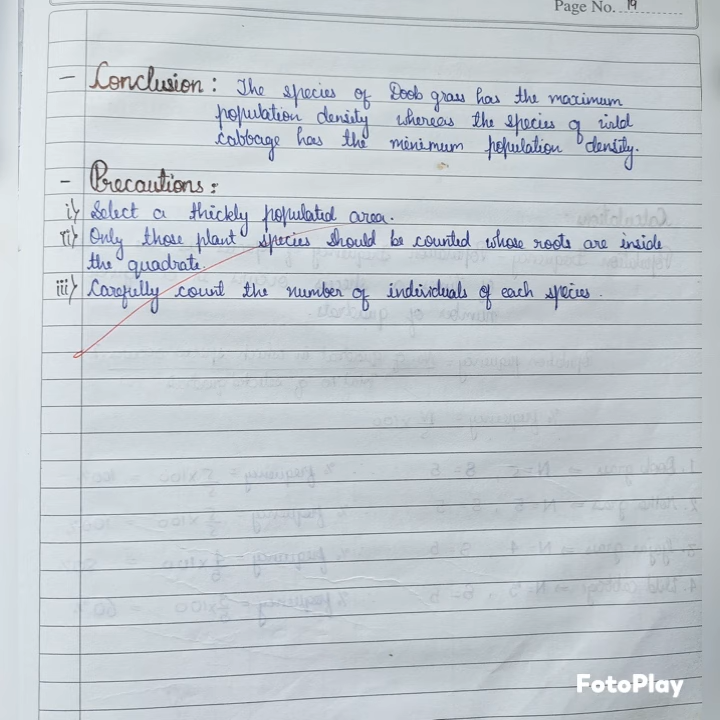 Page No. 19
- Conclusion: The species of Doob grass has the maximum
population density whereas the species of wild
cabbage has the minimum population density.
- Precautions:
i) Select a thickly populated area.
ii) Only those plant species should be counted whose roots are inside
the quadrate.
iii) Carefully count the number of individuals of each species.
FotoPlay